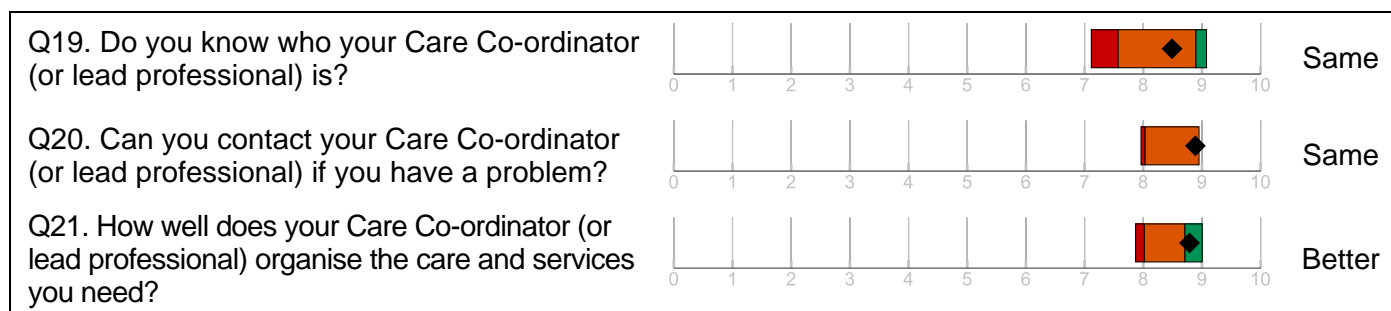 Q19. Do you know who your Care Co-ordinator
(or lead professional) is?
Same
0 1 2 3 4 5 6 7 8 9 10
Q20. Can you contact your Care Co-ordinator
(or lead professional) if you have a problem?
Same
0 1 2 3 4 5 6 7 8 9 10
Q21. How well does your Care Co-ordinator (or
lead professional) organise the care and services
you need?
Better
0 1 2 3 4 5 6 7 8 9 10